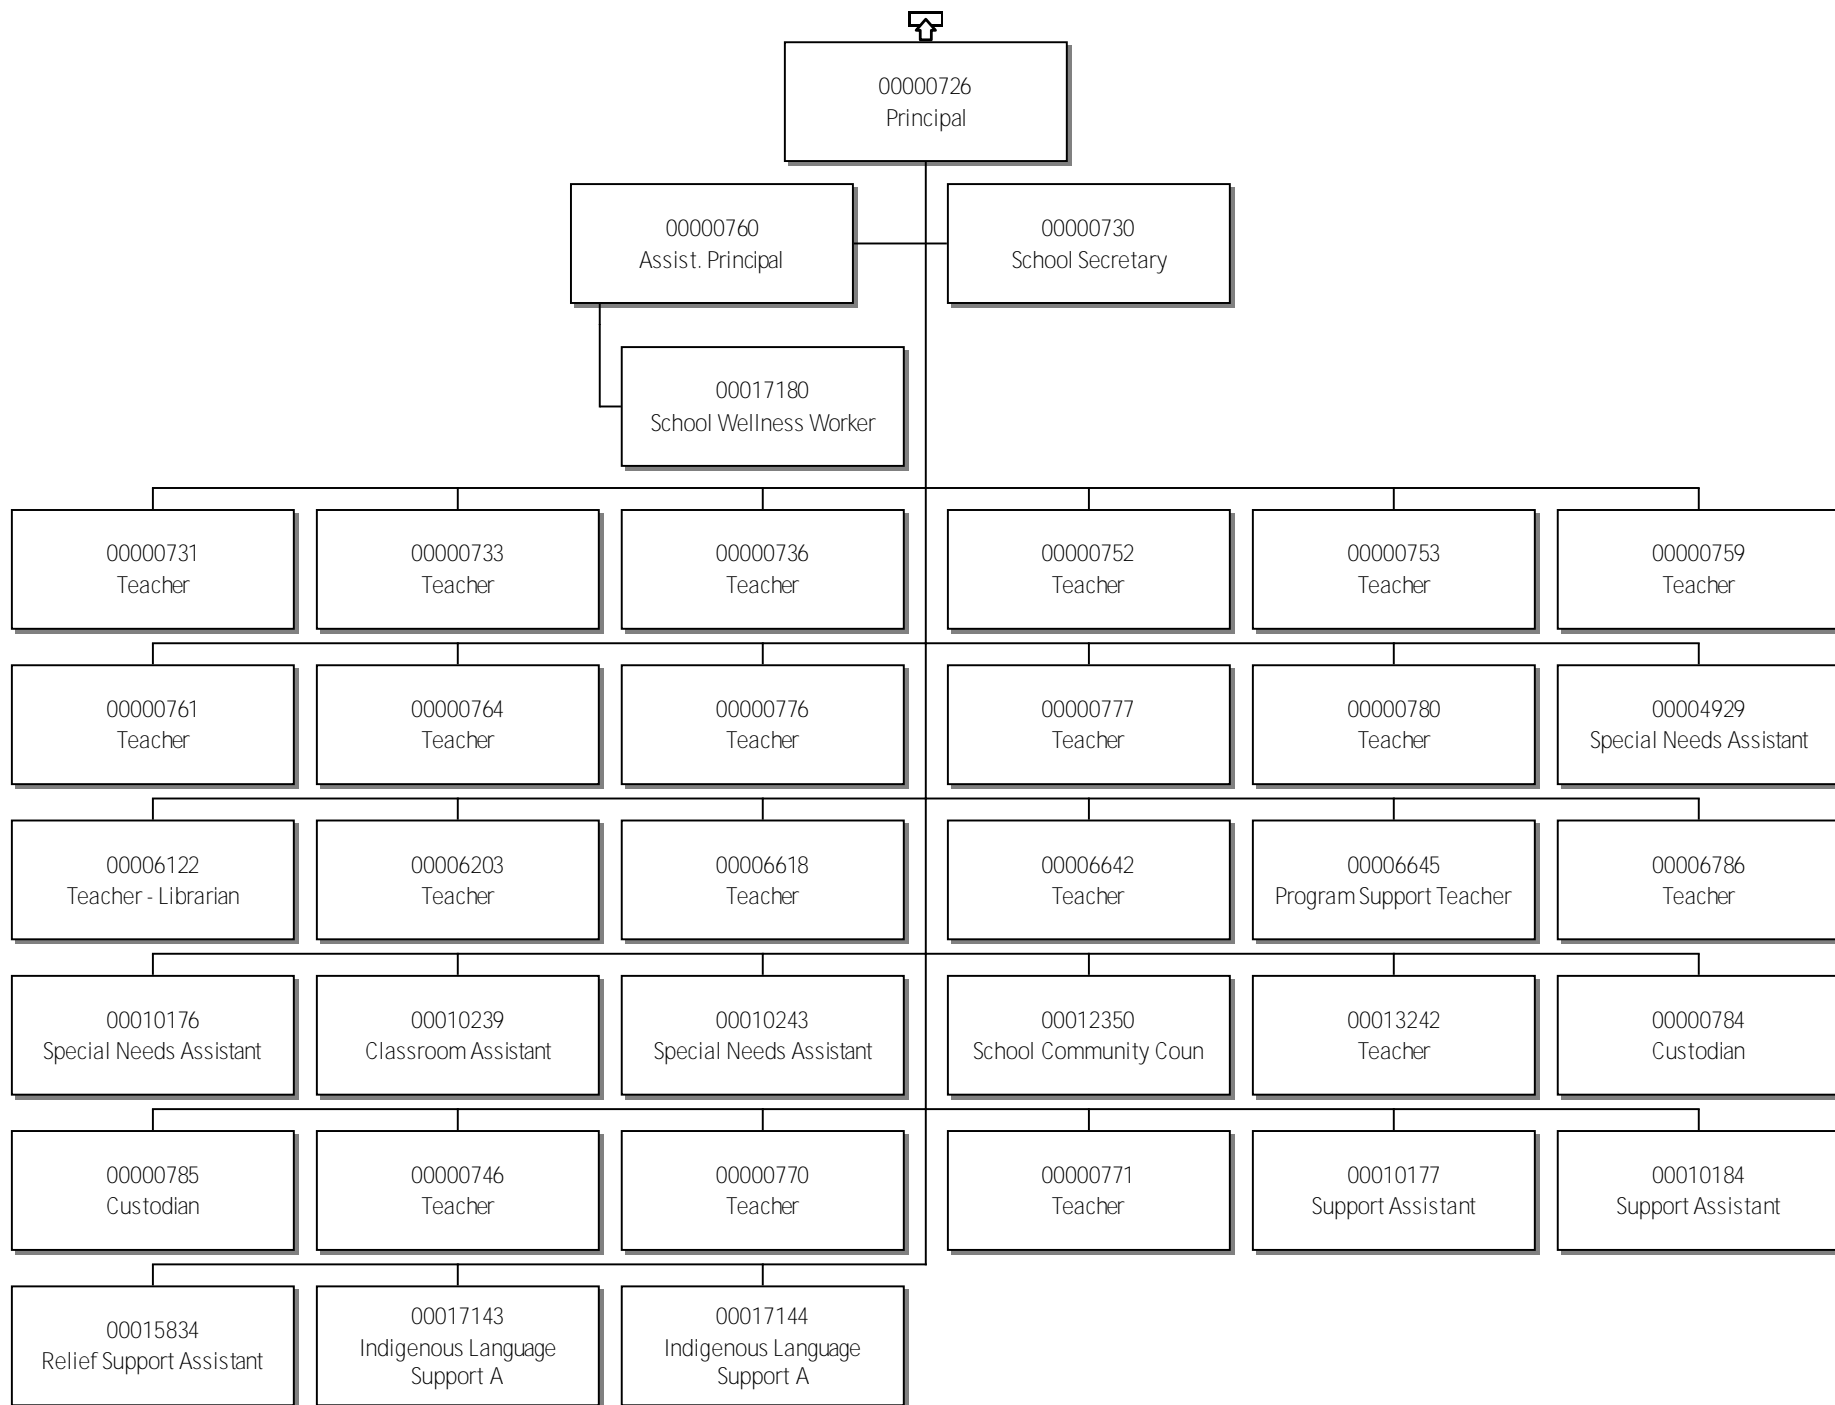 00000726
Principal
00000760
Assist. Principal
00000730
School Secretary
00017180
School Wellness Worker
00000731
Teacher
00000733
Teacher
00000736
Teacher
00000752
Teacher
00000753
Teacher
00000759
Teacher
00000761
Teacher
00000764
Teacher
00000776
Teacher
00000777
Teacher
00000780
Teacher
00004929
Special Needs Assistant
00006122
Teacher - Librarian
00006203
Teacher
00006618
Teacher
00006642
Teacher
00006645
Program Support Teacher
00006786
Teacher
00010176
Special Needs Assistant
00010239
Classroom Assistant
00010243
Special Needs Assistant
00012350
School Community Coun
00013242
Teacher
00000784
Custodian
00000785
Custodian
00000746
Teacher
00000770
Teacher
00000771
Teacher
00010177
Support Assistant
00010184
Support Assistant
00015834
Relief Support Assistant
00017143
Indigenous Language
Support A
00017144
Indigenous Language
Support A